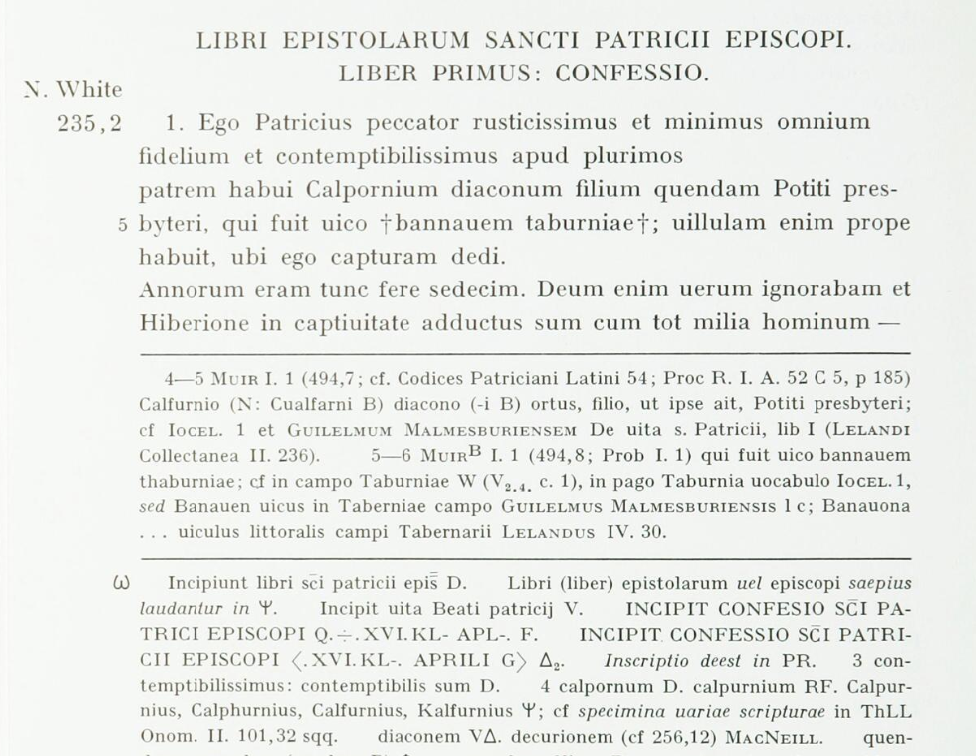 LIBRI EPISTOLARUM SANCTI PATRICII EPISCOPI.
LIBER PRIMUS: CONFESSIO.
N. White
235,2 1. Ego Patricius peccator rusticissimus et minimus omnium
fidelium et contemptibilissimus apud plurimos
patrem habui Calpornium diaconum filium quendam Potiti pres-
5 byteri, qui fuit uico †bannauem taburniae†; uillulam enim prope
habuit, ubi ego capturam dedi.
Annorum eram tunc fere sedecim. Deum enim uerum ignorabam et
Hiberione in captiuitate adductus sum cum tot milia hominum —
4—5 MUIR I. 1 (494,7; cf. Codices Patriciani Latini 54; Proc R. I. A. 52 C 5, p 185)
Calfurnio (N: Cualfarni B) diacono (-i B) ortus, filio, ut ipse ait, Potiti presbyteri;
cf IOCEL. 1 et GUILELMUM MALMESBURIENSEM De uita s. Patricii, lib I (LELANDI
Collectanea II. 236). 5—6 MUIRᴮ I. 1 (494,8; Prob I. 1) qui fuit uico bannauem
thaburniae; cf in campo Taburniae W (V₂.₄. c. 1), in pago Taburnia uocabulo IOCEL. 1,
sed Banauen uicus in Taberniae campo GUILELMUS MALMESBURIENSIS l c; Banauona
... uiculus littoralis campi Tabernarii LELANDUS IV. 30.
ω Incipiunt libri sc̄i patricii epis̄ D. Libri (liber) epistolarum uel episcopi saepius
laudantur in Ψ. Incipit uita Beati patricij V. INCIPIT CONFESIO SC̄I PA-
TRICI EPISCOPI Q.÷.XVI.KL- APL-. F. INCIPIT CONFESSIO SC̄I PATRI-
CII EPISCOPI ⟨.XVI.KL-. APRILI G⟩ Δ₂. Inscriptio deest in PR. 3 con-
temptibilissimus: contemptibilis sum D. 4 calpornum D. calpurnium RF. Calpur-
nius, Calphurnius, Calfurnius, Kalfurnius Ψ; cf specimina uariae scripturae in ThLL
Onom. II. 101,32 sqq. diaconem VΔ. decurionem (cf 256,12) MACNEILL. quen-